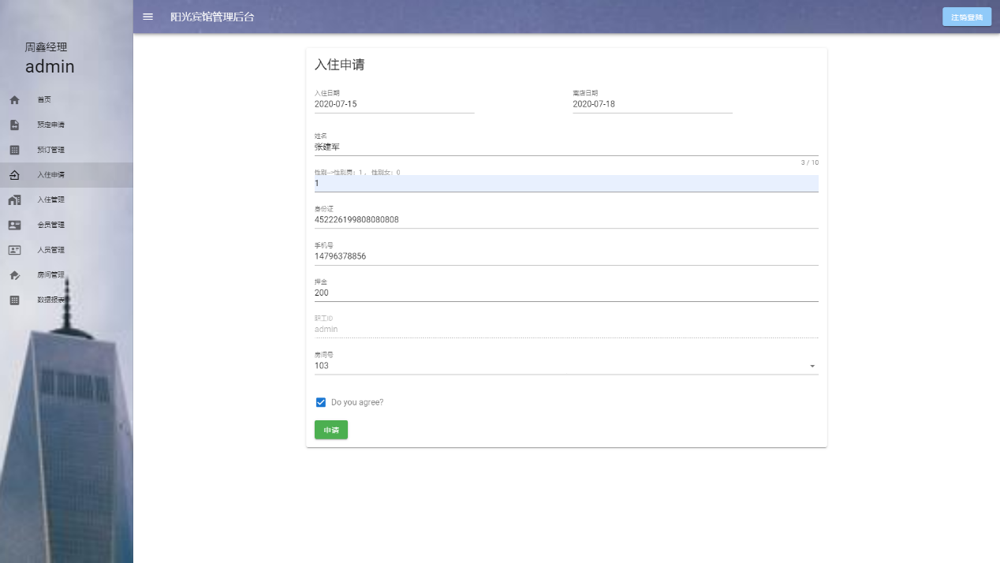 阳光宾馆管理后台
注销登陆
周鑫经理
admin
首页
预定申请
预订管理
入住申请
入住管理
会员管理
人员管理
房间管理
数据报表
入住申请
入住日期
2020-07-15
离店日期
2020-07-18
姓名
张建军
3 / 10
性别-->性别男：1 ， 性别女：0
1
身份证
452226199808080808
手机号
14796378856
押金
200
职工ID
admin
房间号
103
Do you agree?
申请